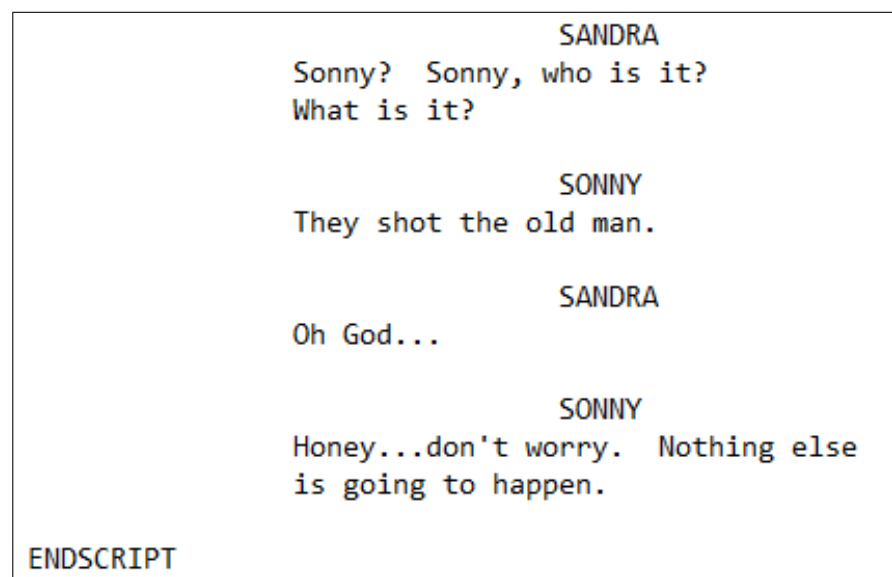 SANDRA
Sonny?  Sonny, who is it?
What is it?
SONNY
They shot the old man.
SANDRA
Oh God...
SONNY
Honey...don't worry.  Nothing else
is going to happen.
ENDSCRIPT